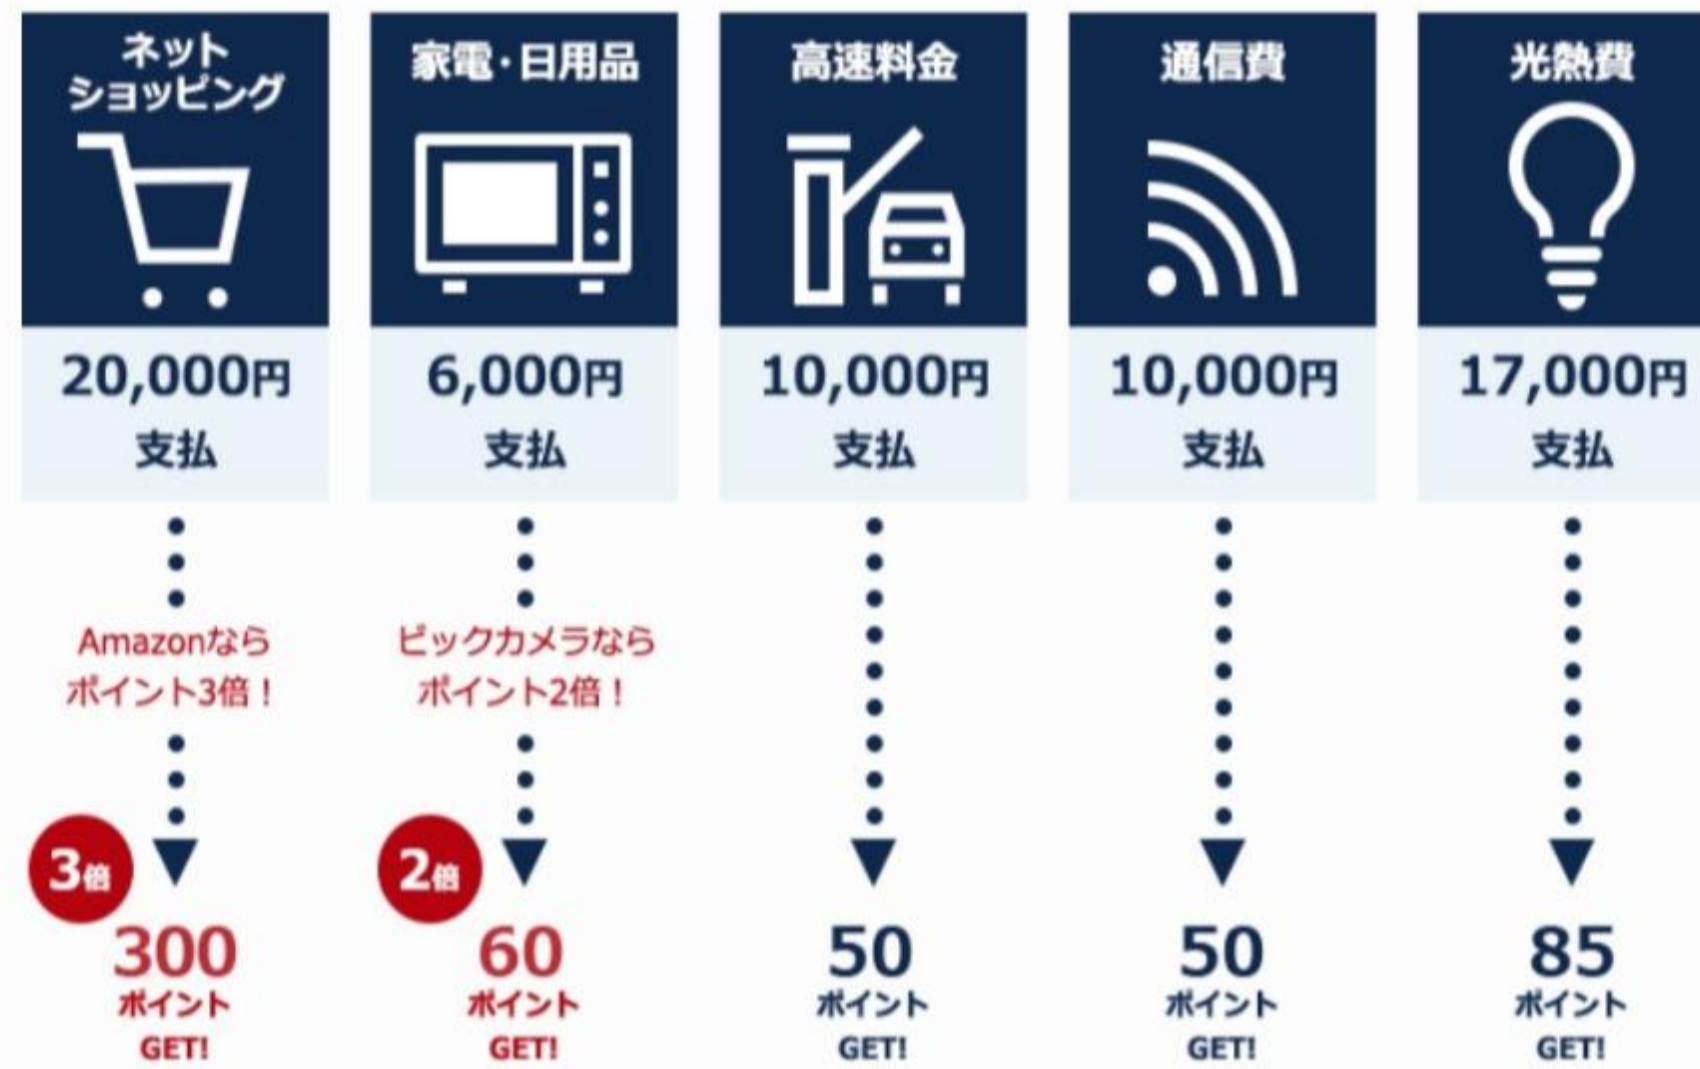 ネット
ショッピング
20,000円
支払
Amazonなら
ポイント3倍！
3倍
300
ポイント
GET!
家電・日用品
6,000円
支払
ビックカメラなら
ポイント2倍！
2倍
60
ポイント
GET!
高速料金
10,000円
支払
50
ポイント
GET!
通信費
10,000円
支払
50
ポイント
GET!
光熱費
17,000円
支払
85
ポイント
GET!